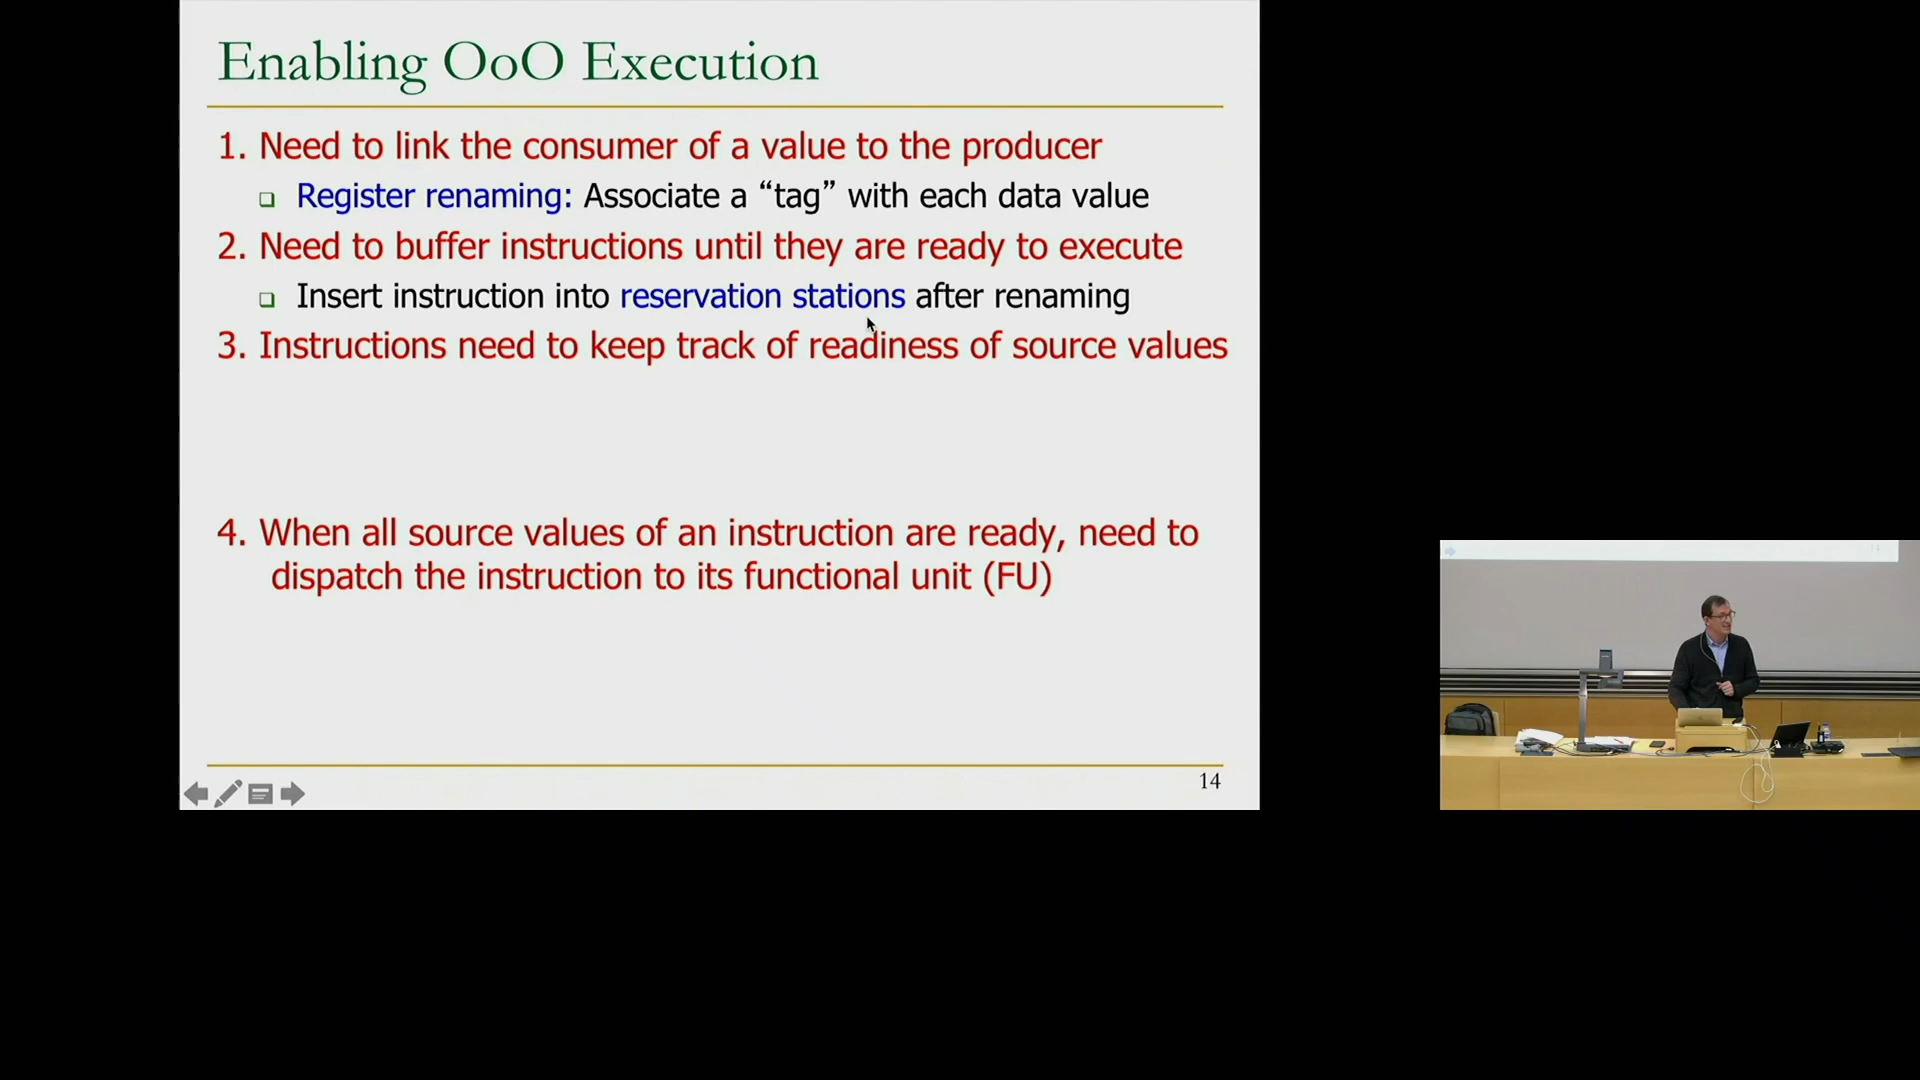 Enabling OoO Execution
1. Need to link the consumer of a value to the producer
Register renaming: Associate a “tag” with each data value
2. Need to buffer instructions until they are ready to execute
Insert instruction into reservation stations after renaming
3. Instructions need to keep track of readiness of source values
4. When all source values of an instruction are ready, need to
dispatch the instruction to its functional unit (FU)
14